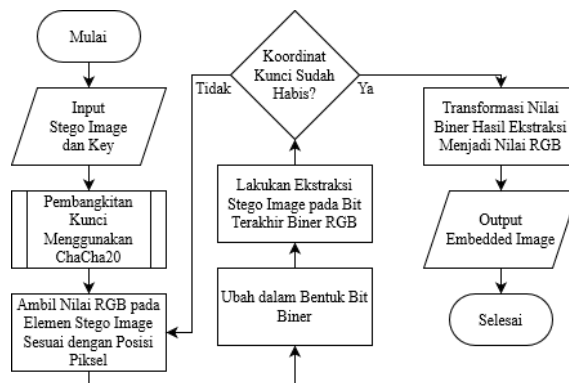 Mulai
Input
Stego Image
dan Key
Pembangkitan
Kunci
Menggunakan
ChaCha20
Ambil Nilai RGB pada
Elemen Stego Image
Sesuai dengan Posisi
Piksel
Ubah dalam Bentuk Bit
Biner
Lakukan Ekstraksi
Stego Image pada Bit
Terakhir Biner RGB
Koordinat
Kunci Sudah
Habis?
Tidak
Ya
Transformasi Nilai
Biner Hasil Ekstraksi
Menjadi Nilai RGB
Output
Embedded Image
Selesai